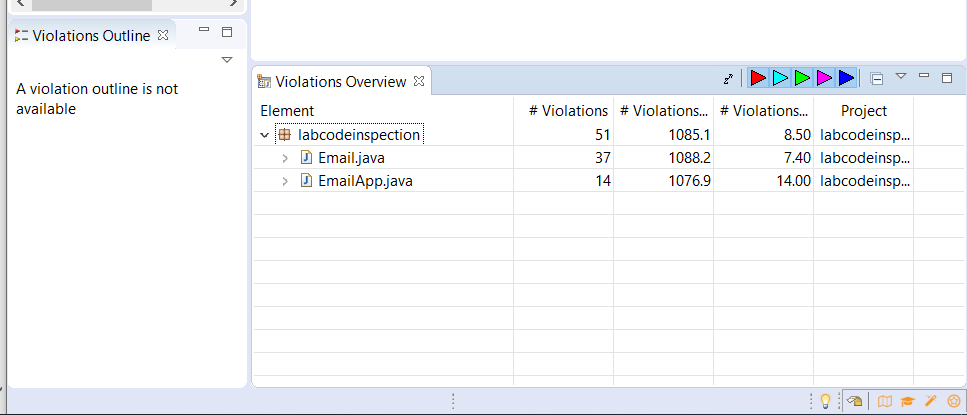 Violations Outline
A violation outline is not
available
Violations Overview
Element # Violations # Violations... # Violations... Project
labcodeinspection 51 1085.1 8.50 labcodeinsp...
Email.java 37 1088.2 7.40 labcodeinsp...
EmailApp.java 14 1076.9 14.00 labcodeinsp...